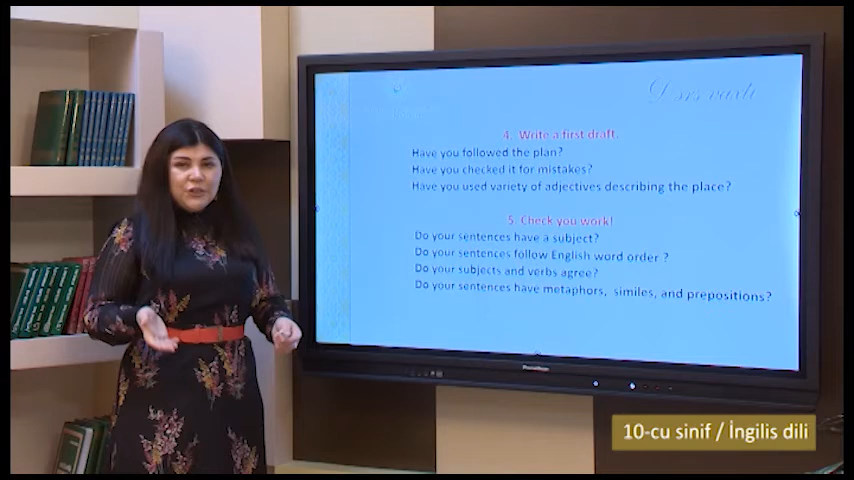 Dərs vaxtı
4. Write a first draft.
Have you followed the plan?
Have you checked it for mistakes?
Have you used variety of adjectives describing the place?
5. Check you work!
Do your sentences have a subject?
Do your sentences follow English word order ?
Do your subjects and verbs agree?
Do your sentences have metaphors, similes, and prepositions?
10-cu sinif / İngilis dili